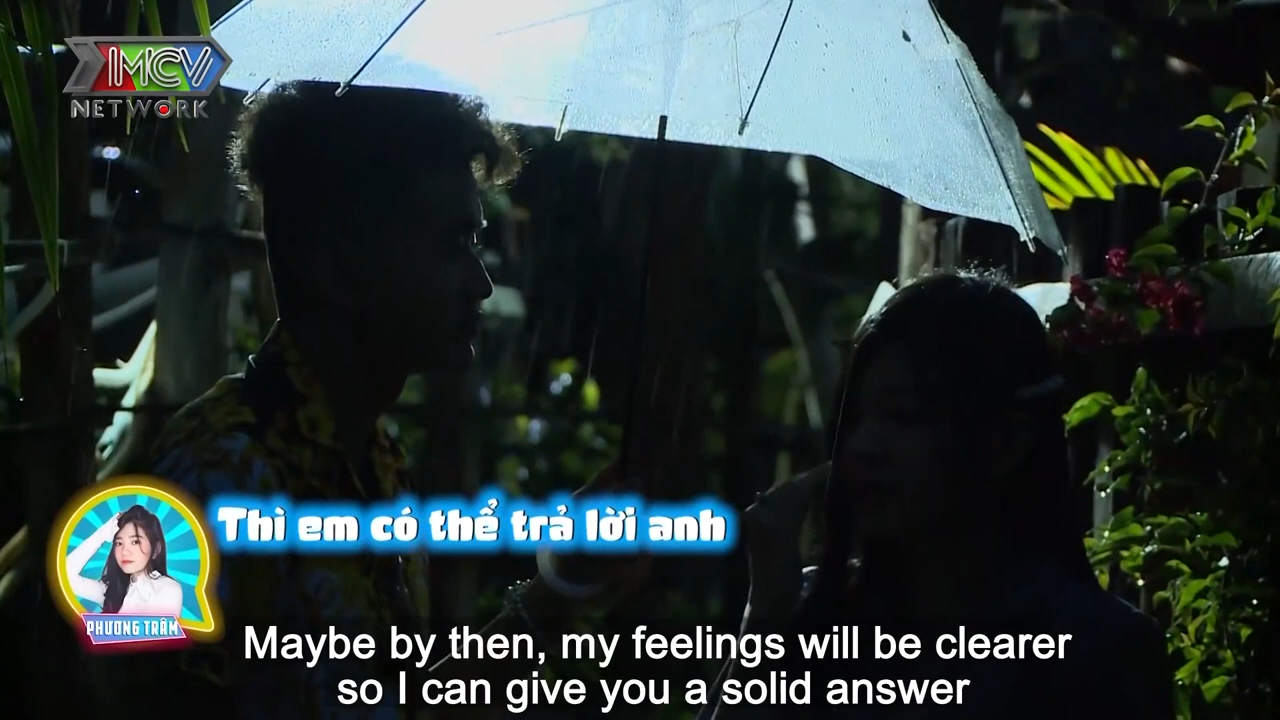 MCV
NETWORK
Thì em có thể trả lời anh
PHƯƠNG TRÂM
Maybe by then, my feelings will be clearer
so I can give you a solid answer